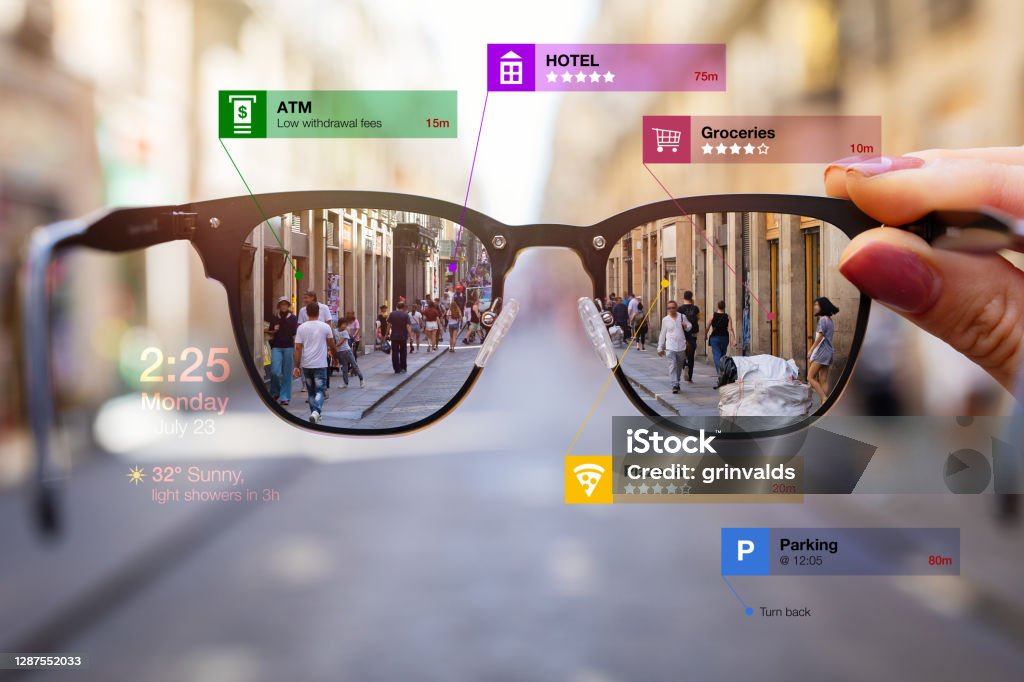 HOTEL
75m
ATM
Low withdrawal fees
15m
$
Groceries
10m
2:25
Monday
July 23
32° Sunny,
light showers in 3h
iStock™
Credit: grinvalds
20m
P
Parking
@ 12:05
80m
Turn back
1287552033